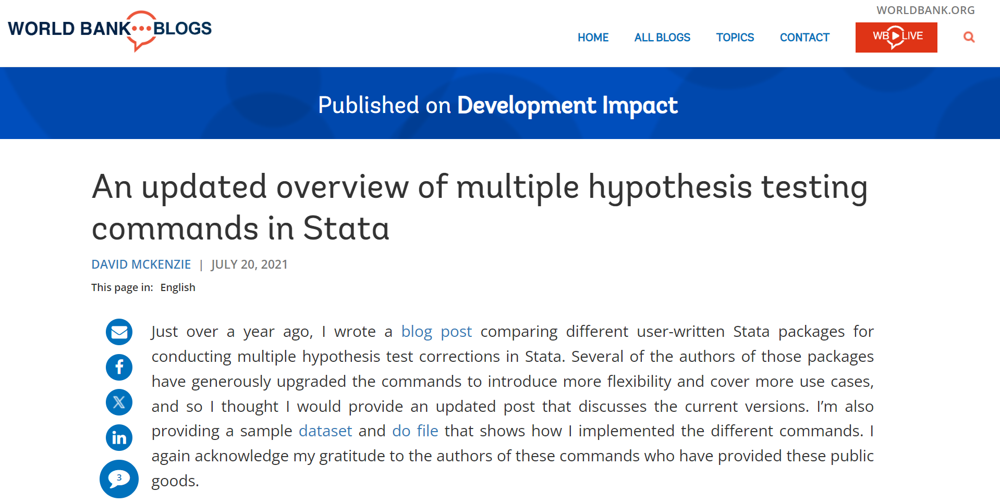 WORLDBANK.ORG
WORLD BANK BLOGS
HOME ALL BLOGS TOPICS CONTACT WB LIVE
Published on Development Impact
An updated overview of multiple hypothesis testing
commands in Stata
DAVID MCKENZIE | JULY 20, 2021
This page in: English
Just over a year ago, I wrote a blog post comparing different user-written Stata packages for
conducting multiple hypothesis test corrections in Stata. Several of the authors of those packages
have generously upgraded the commands to introduce more flexibility and cover more use cases,
and so I thought I would provide an updated post that discusses the current versions. I’m also
providing a sample dataset and do file that shows how I implemented the different commands. I
again acknowledge my gratitude to the authors of these commands who have provided these public
goods.
3